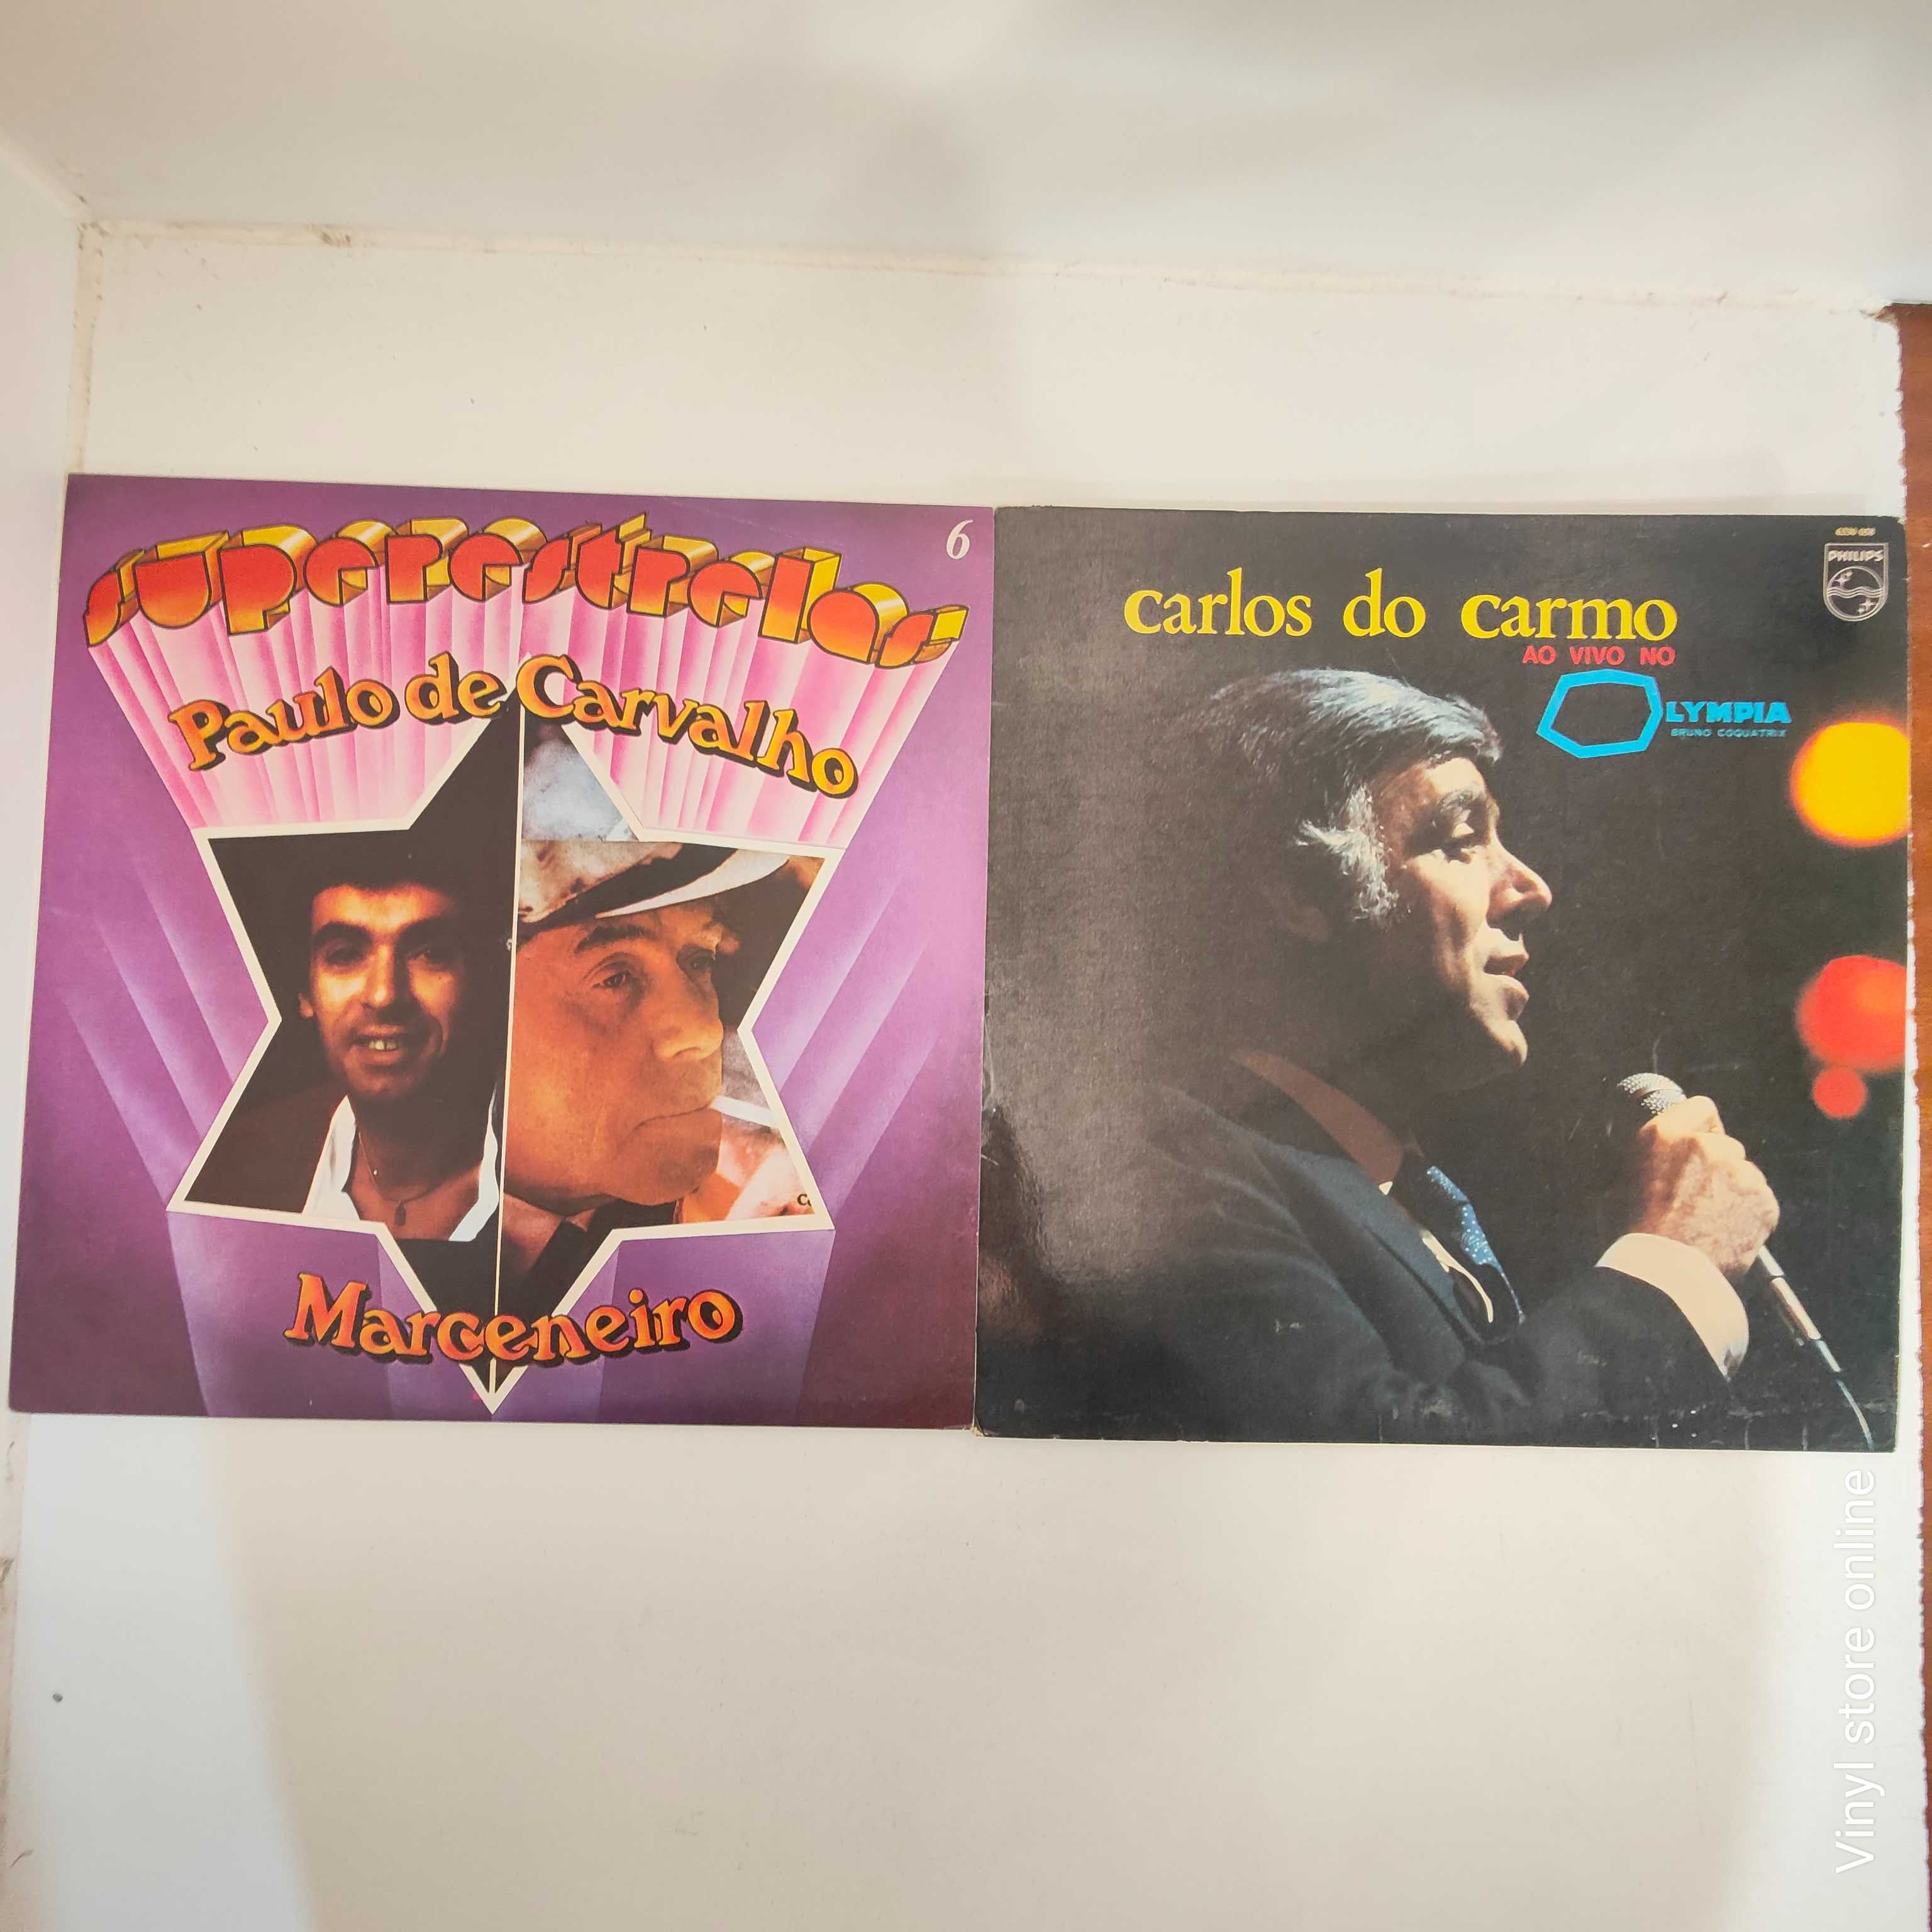 superestrelas
6
Paulo de Carvalho
Marceneiro
PHILIPS
carlos do carmo
AO VIVO NO
OLYMPIA
BRUNO COQUATRIX
Vinyl store online